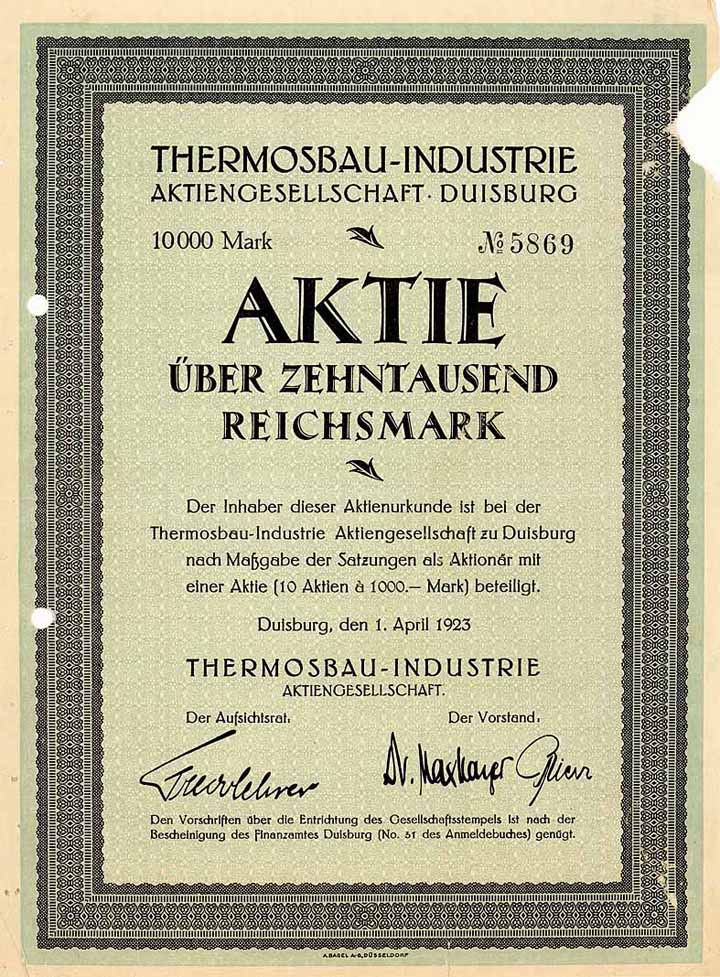 THERMOSBAU-INDUSTRIE
AKTIENGESELLSCHAFT · DUISBURG
10000 Mark № 5869
AKTIE
ÜBER ZEHNTAUSEND
REICHSMARK
Der Inhaber dieser Aktienurkunde ist bei der
Thermosbau-Industrie Aktiengesellschaft zu Duisburg
nach Maßgabe der Satzungen als Aktionär mit
einer Aktie (10 Aktien à 1000.— Mark) beteiligt.
Duisburg, den 1. April 1923
THERMOSBAU-INDUSTRIE
AKTIENGESELLSCHAFT.
Der Aufsichtsrat: Der Vorstand:
Dr. Max
Den Vorschriften über die Entrichtung des Gesellschaftsstempels ist nach der
Bescheinigung des Finanzamtes Duisburg (No. 51 des Anmeldebuches) genügt.
A. BASEL A.-G., DÜSSELDORF